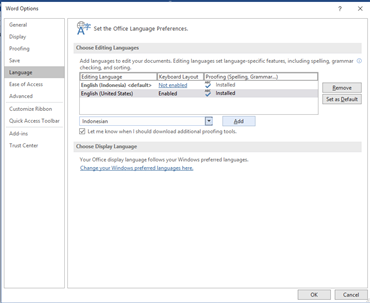 Word Options
General
Display
Proofing
Save
Language
Ease of Access
Advanced
Customize Ribbon
Quick Access Toolbar
Add-ins
Trust Center
Set the Office Language Preferences.
Choose Editing Languages
Add languages to edit your documents. Editing languages set language-specific features, including spelling, grammar
checking, and sorting.
Editing Language Keyboard Layout Proofing (Spelling, Grammar...)
English (Indonesia) <default> Not enabled Installed
English (United States) Enabled Installed
Remove
Set as Default
Indonesian Add
Let me know when I should download additional proofing tools.
Choose Display Language
Your Office display language follows your Windows preferred languages.
Change your Windows preferred languages here.
OK Cancel